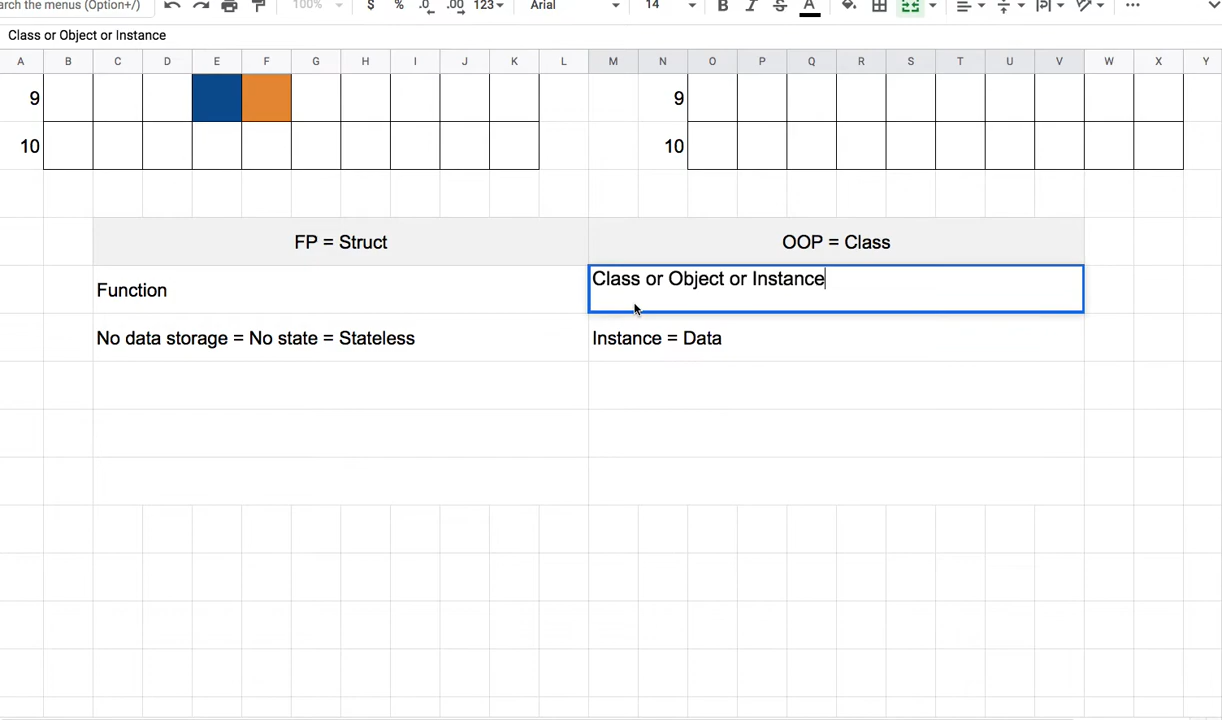 arch the menus (Option+/)
100% $ % .0 .00 123 Arial 14 B I S A
Class or Object or Instance
A B C D E F G H I J K L M N O P Q R S T U V W X Y
9 9
10 10
FP = Struct OOP = Class
Function Class or Object or Instance
No data storage = No state = Stateless Instance = Data